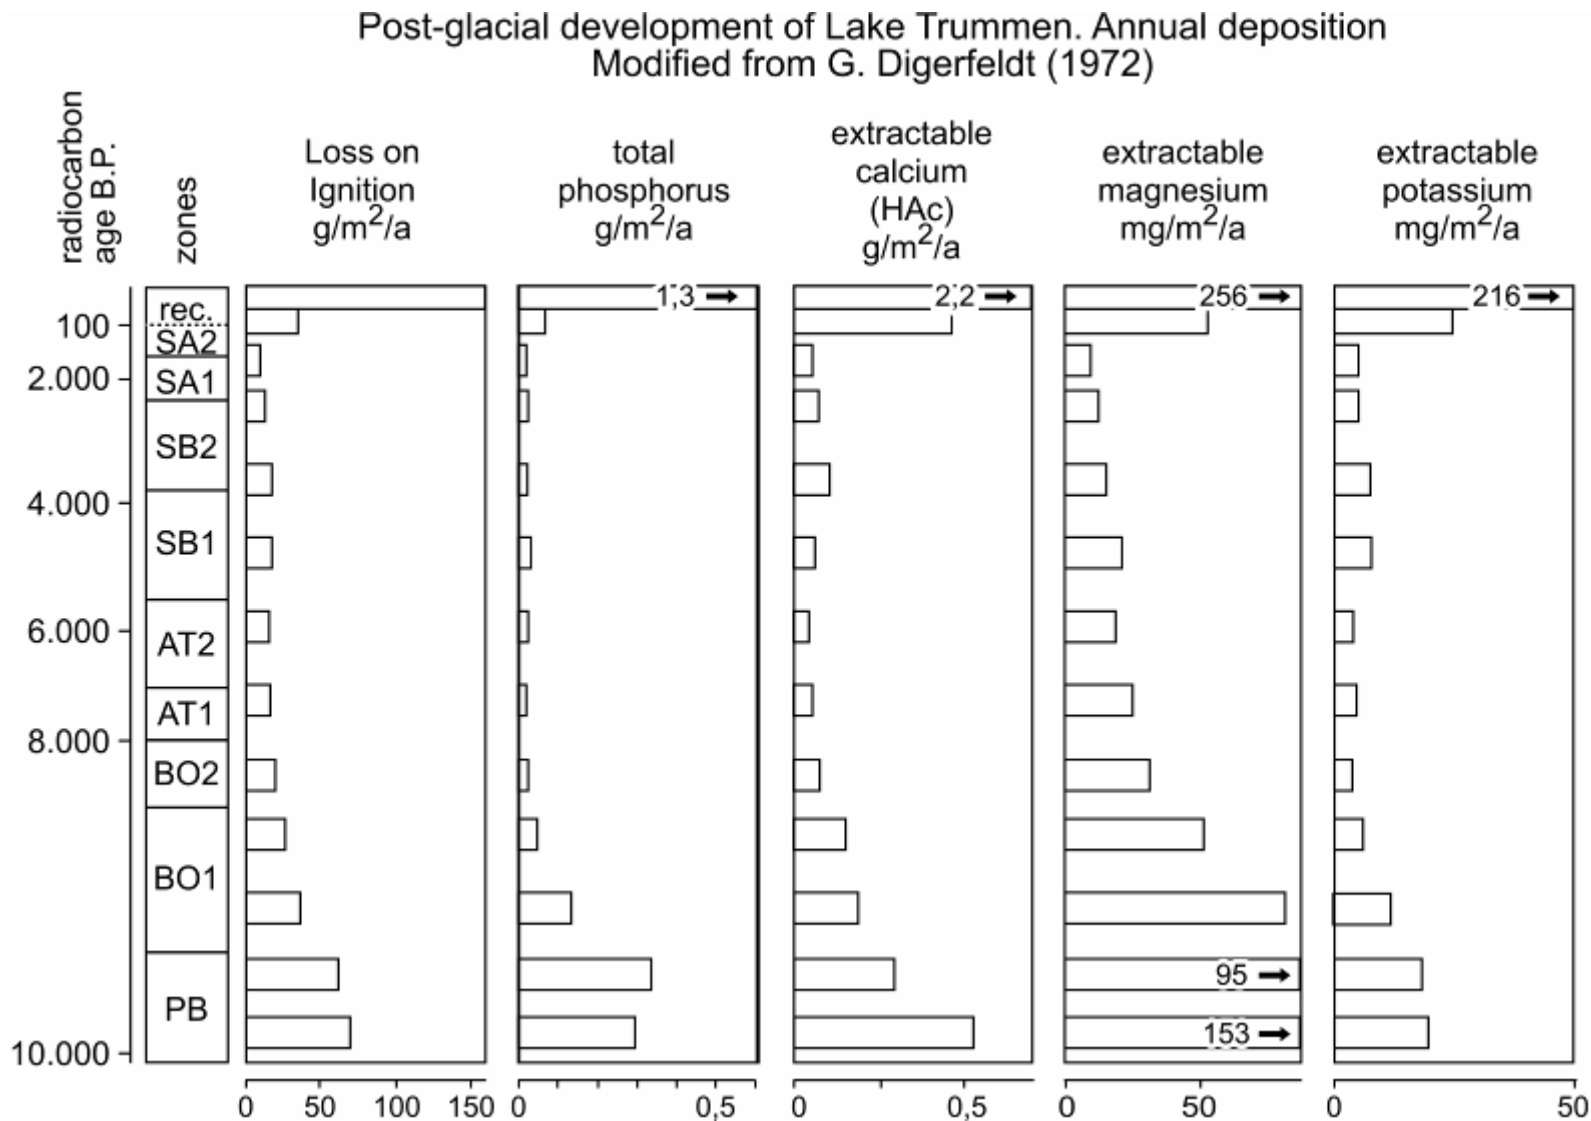 Post-glacial development of Lake Trummen. Annual deposition
Modified from G. Digerfeldt (1972)
radiocarbon
age B.P.
zones
Loss on
Ignition
g/m²/a
total
phosphorus
g/m²/a
extractable
calcium
(HAc)
g/m²/a
extractable
magnesium
mg/m²/a
extractable
potassium
mg/m²/a
rec. 1,3 2,2 256 216
100
SA2
2.000 SA1
SB2
4.000
SB1
6.000
AT2
AT1
8.000
BO2
BO1
95
PB
153
10.000
0 50 100 150 0 0,5 0 0,5 0 50 0 50